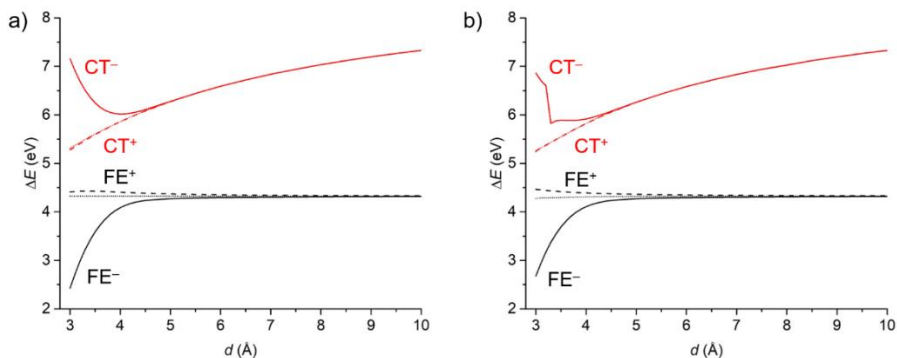 a)
8
7
6
5
4
3
2
ΔE (eV)
CT⁻
CT⁺
FE⁺
FE⁻
3 4 5 6 7 8 9 10
d (Å)
b)
8
7
6
5
4
3
2
ΔE (eV)
CT⁻
CT⁺
FE⁺
FE⁻
3 4 5 6 7 8 9 10
d (Å)